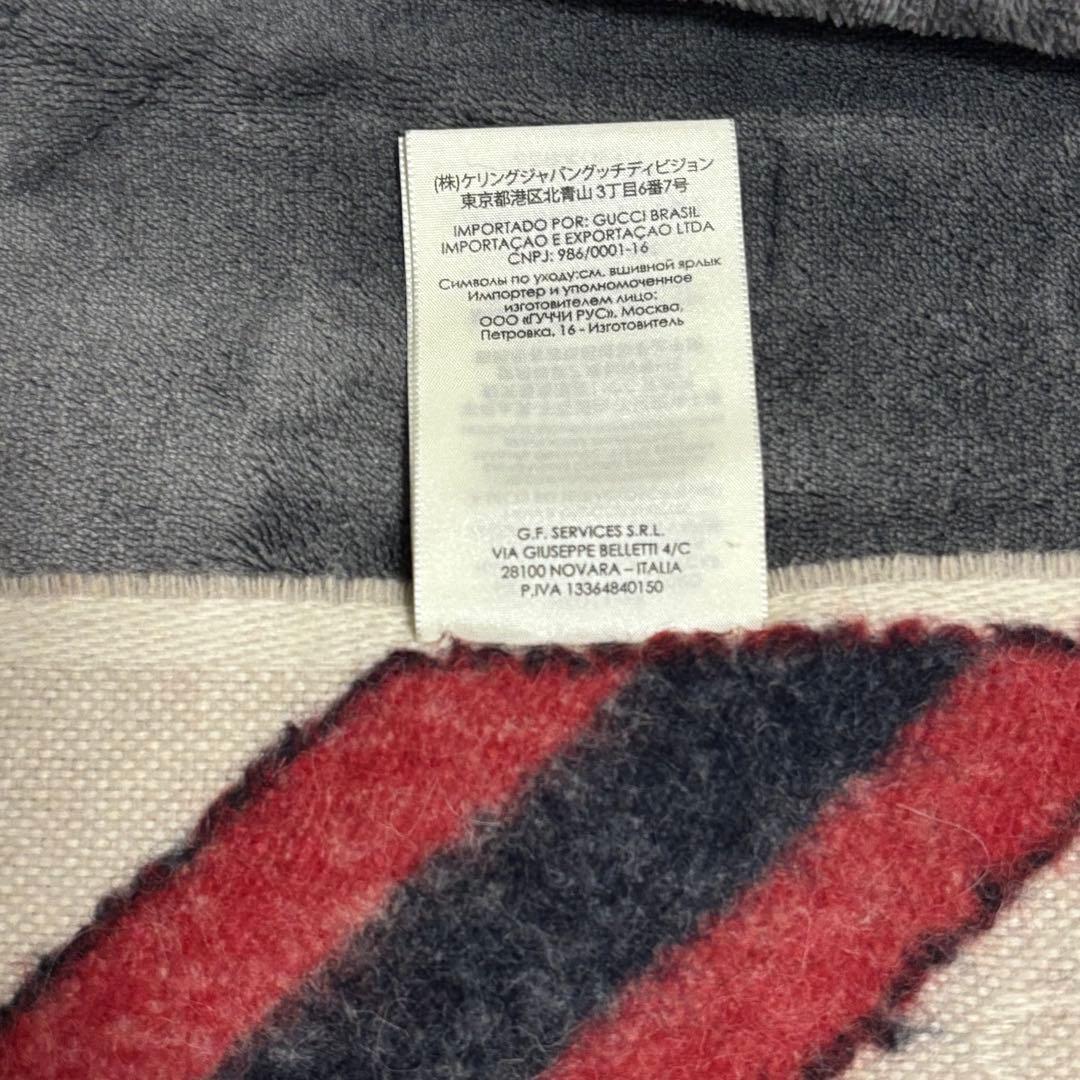 (株)ケリングジャパングッチディビジョン
東京都港区北青山 3丁目6番7号
IMPORTADO POR: GUCCI BRASIL
IMPORTAÇAO E EXPORTAÇAO LTDA
CNPJ: 986/0001-16
Символы по уходу:см. вшивной ярлык
Импортер и уполномоченное
изготовителем лицо:
ООО «ГУЧЧИ РУС», Москва,
Петровка, 16 - Изготовитель
G.F. SERVICES S.R.L.
VIA GIUSEPPE BELLETTI 4/C
28100 NOVARA – ITALIA
P.IVA 13364840150